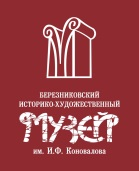 БЕРЕЗНИКОВСКИЙ
ИСТОРИКО-ХУДОЖЕСТВЕННЫЙ
МУЗЕЙ
им. И.Ф. Коновалова